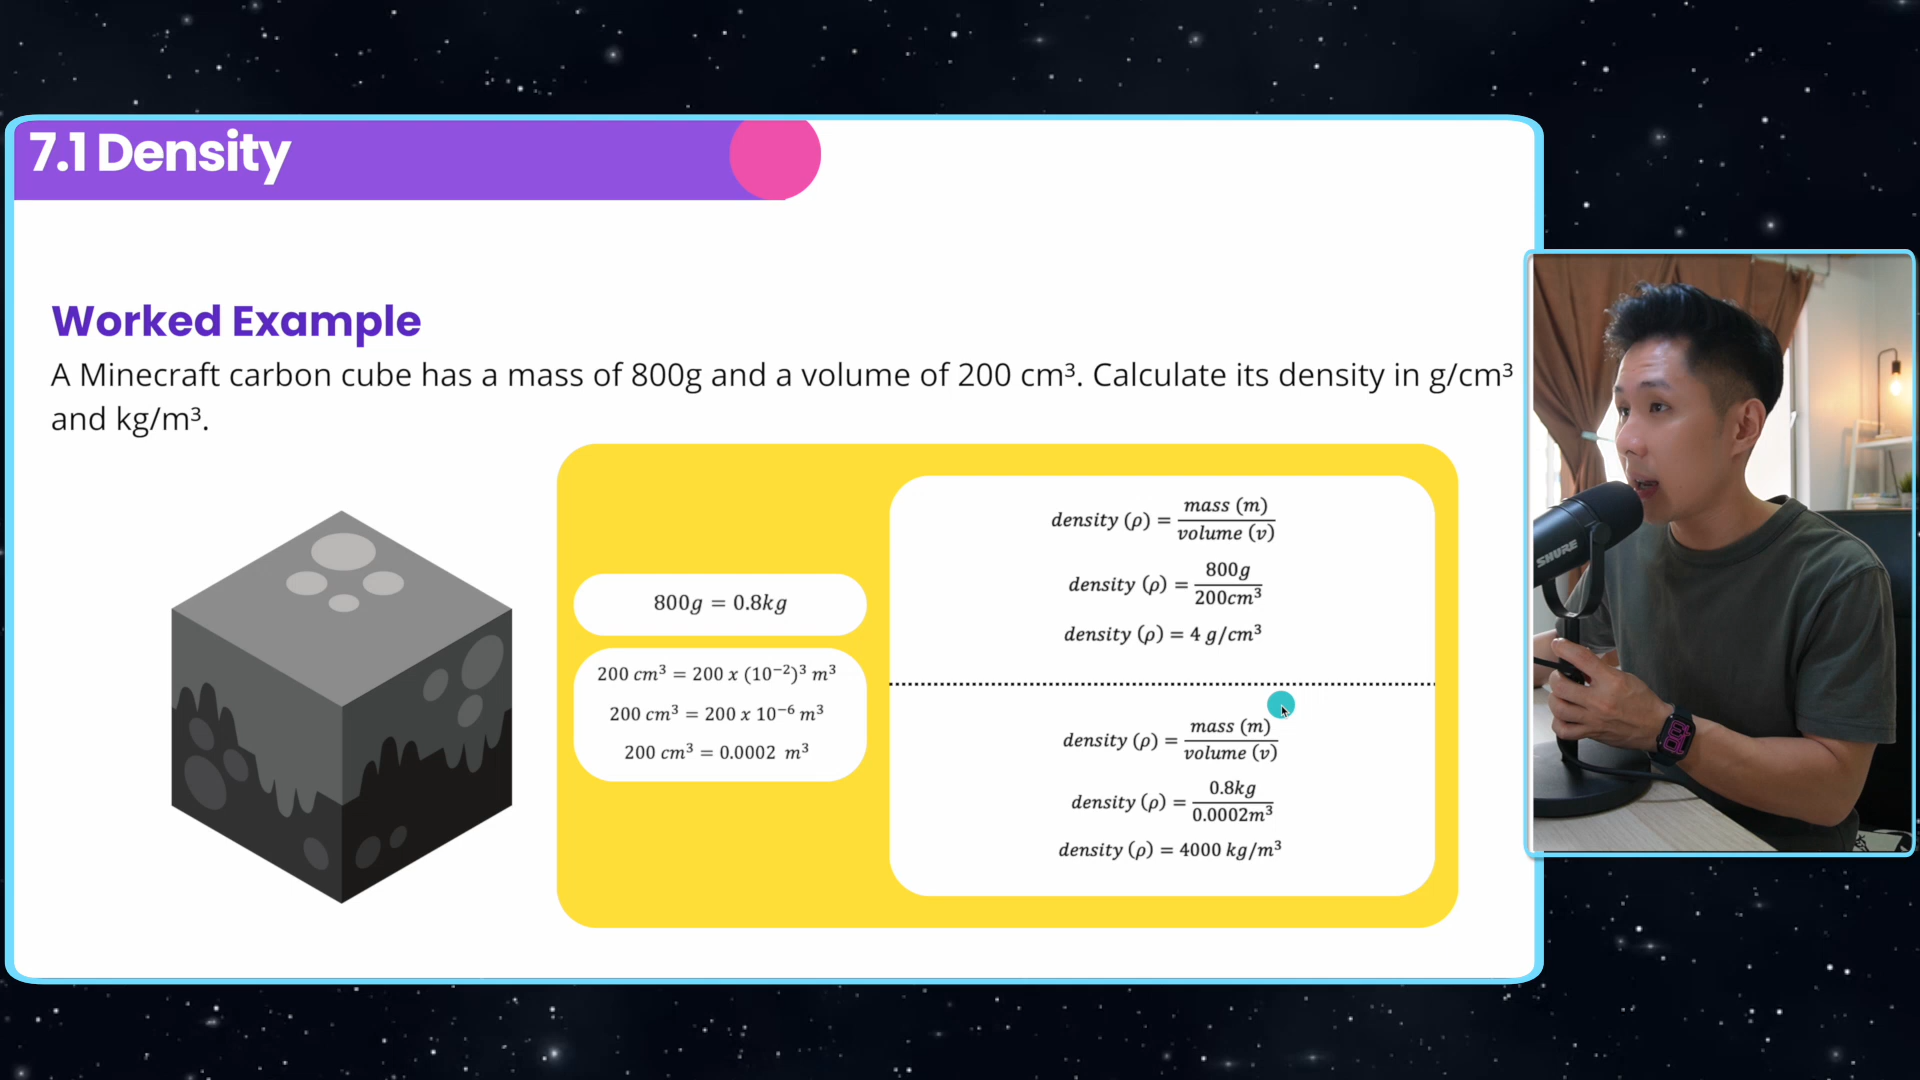 7.1 Density
Worked Example
A Minecraft carbon cube has a mass of 800g and a volume of 200 cm³. Calculate its density in g/cm³
and kg/m³.
800g = 0.8kg
200 cm³ = 200 x (10⁻²)³ m³
200 cm³ = 200 x 10⁻⁶ m³
200 cm³ = 0.0002 m³
density (ρ) = mass (m) / volume (v)
density (ρ) = 800g / 200cm³
density (ρ) = 4 g/cm³
density (ρ) = mass (m) / volume (v)
density (ρ) = 0.8kg / 0.0002m³
density (ρ) = 4000 kg/m³
SHURE